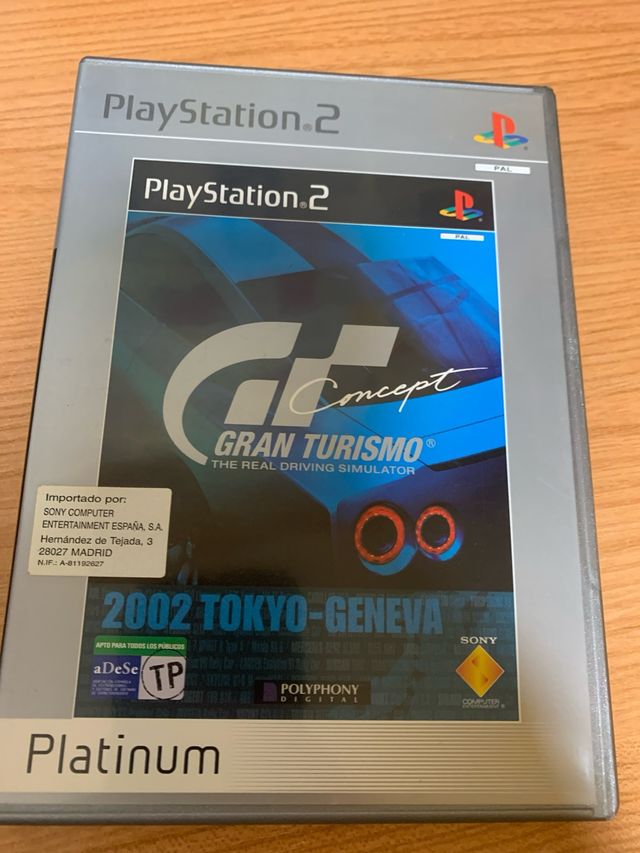 PlayStation®2
PAL
PlayStation®2
PAL
GT Concept
GRAN TURISMO®
THE REAL DRIVING SIMULATOR
Importado por:
SONY COMPUTER
ENTERTAINMENT ESPAÑA, S.A.
Hernández de Tejada, 3
28027 MADRID
N.I.F.: A-81192627
2002 TOKYO-GENEVA
APTO PARA TODOS LOS PÚBLICOS
aDeSe
TP
POLYPHONY
DIGITAL
SONY
COMPUTER
ENTERTAINMENT®
Platinum